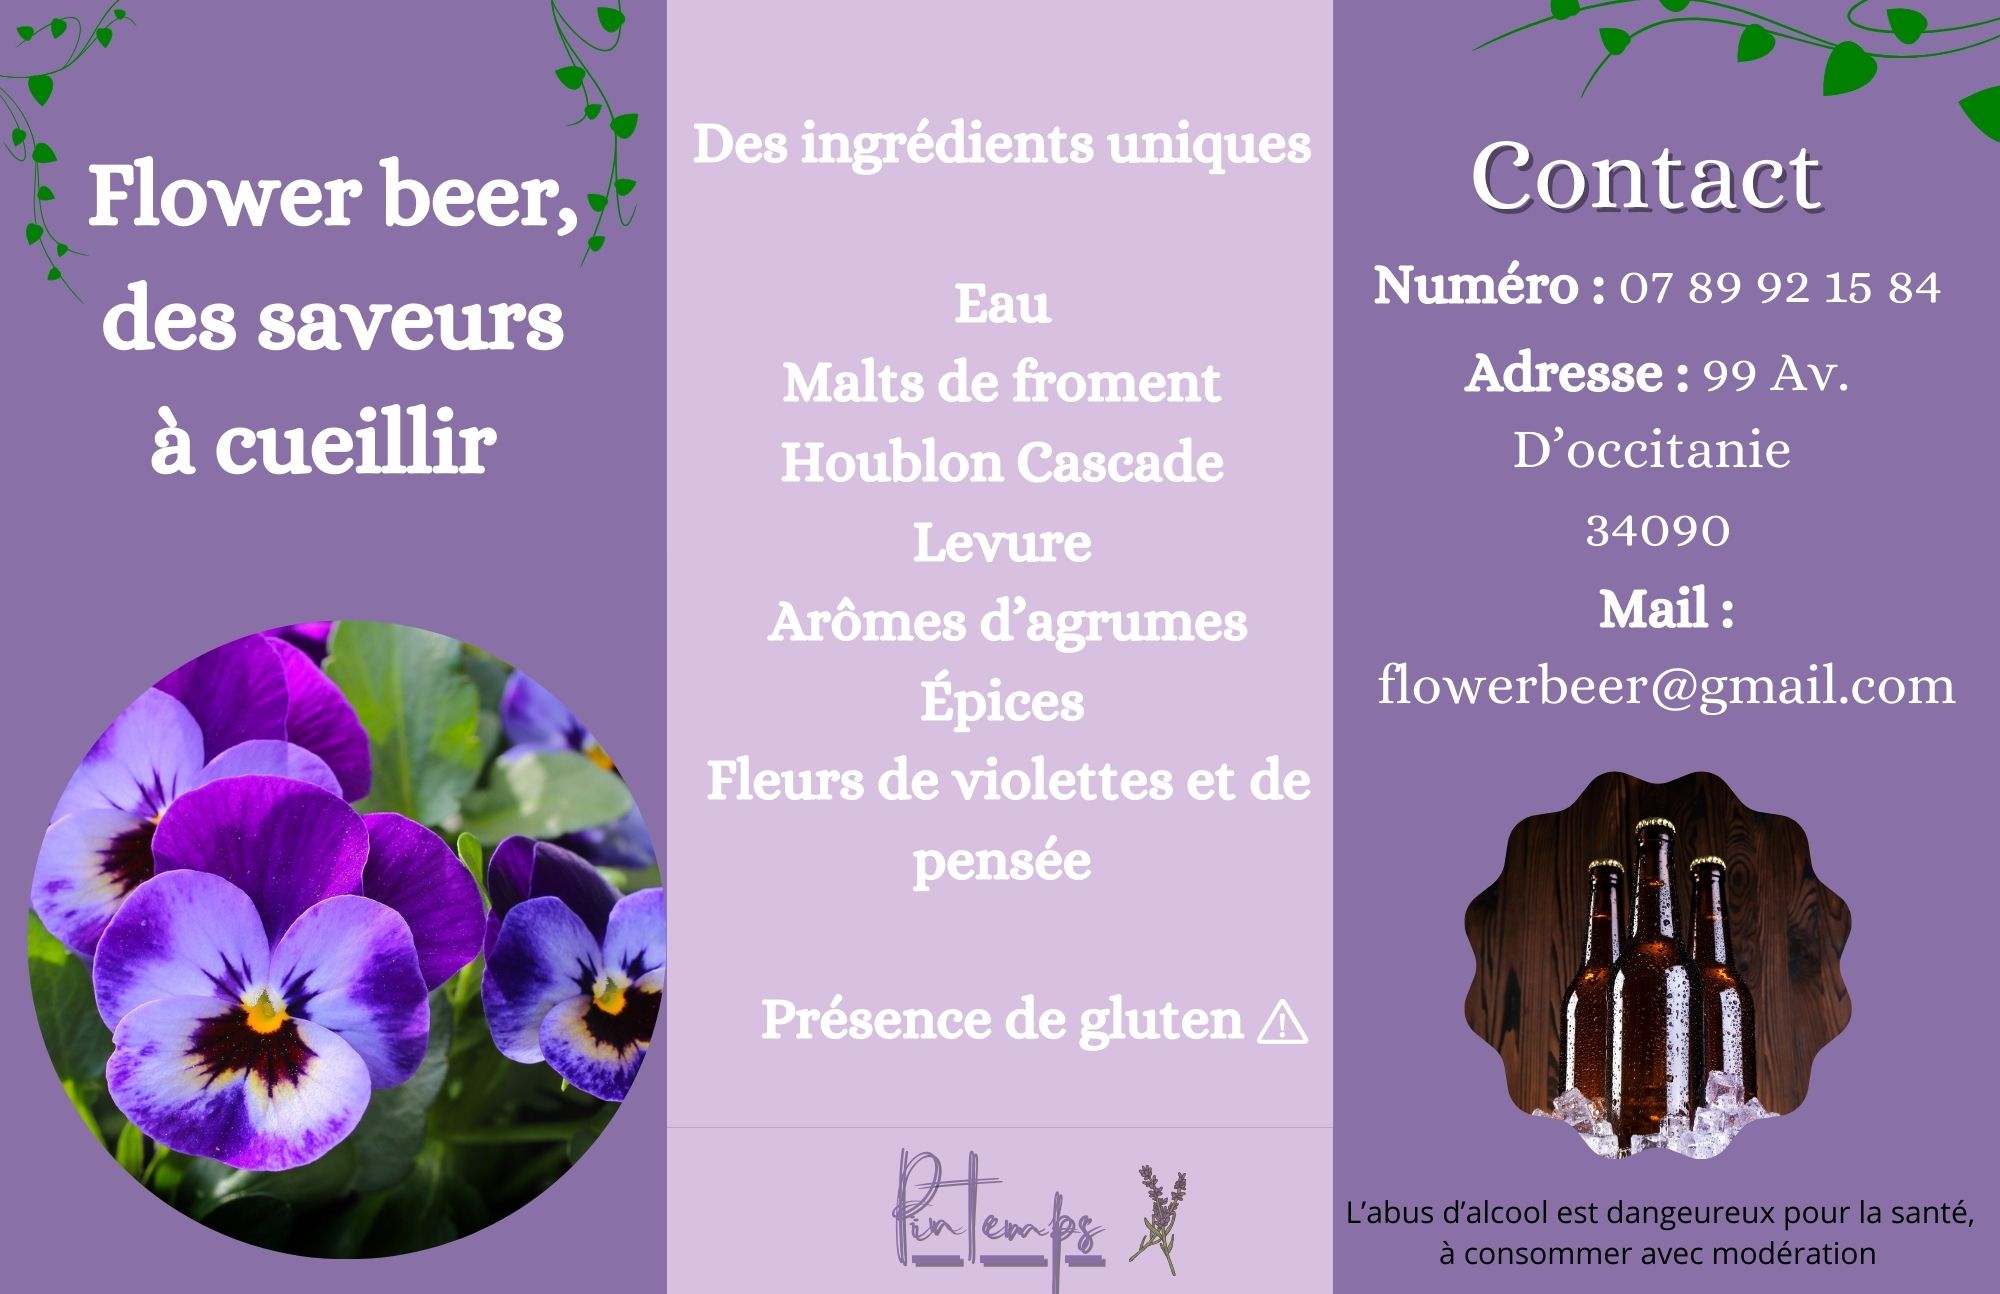 Flower beer,
des saveurs
à cueillir
Des ingrédients uniques
Eau
Malts de froment
Houblon Cascade
Levure
Arômes d’agrumes
Épices
Fleurs de violettes et de
pensée
Présence de gluten ⚠
PinTemps
Contact
Numéro : 07 89 92 15 84
Adresse : 99 Av.
D’occitanie
34090
Mail :
flowerbeer@gmail.com
L’abus d’alcool est dangeureux pour la santé,
à consommer avec modération